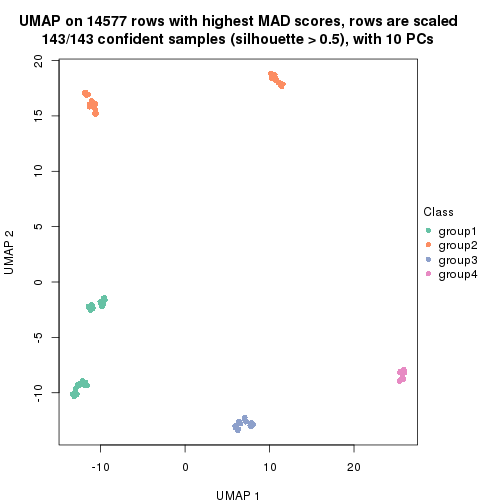 UMAP on 14577 rows with highest MAD scores, rows are scaled
143/143 confident samples (silhouette > 0.5), with 10 PCs
20
15
10
5
0
-5
-10
UMAP 2
-10
0
10
20
UMAP 1
Class
group1
group2
group3
group4